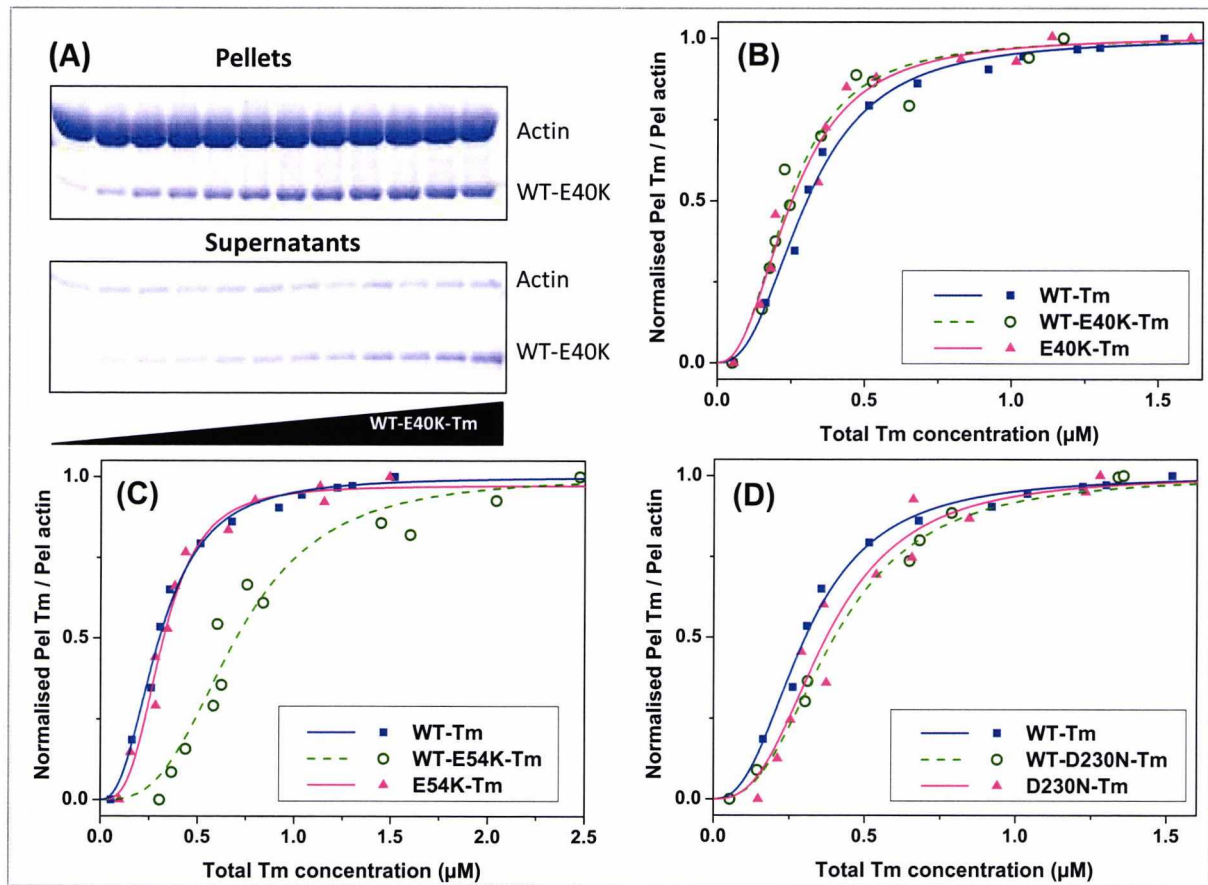 (A)
Pellets
Actin
WT-E40K
Supernatants
Actin
WT-E40K
WT-E40K-Tm
(B)
Normalised Pel Tm / Pel actin
1.0
0.5
0.0
WT-Tm
WT-E40K-Tm
E40K-Tm
0.0 0.5 1.0 1.5
Total Tm concentration (µM)
(C)
Normalised Pel Tm / Pel actin
1.0
0.5
0.0
WT-Tm
WT-E54K-Tm
E54K-Tm
0.0 0.5 1.0 1.5 2.0 2.5
Total Tm concentration (µM)
(D)
Normalised Pel Tm / Pel actin
1.0
0.5
0.0
WT-Tm
WT-D230N-Tm
D230N-Tm
0.0 0.5 1.0 1.5
Total Tm concentration (µM)